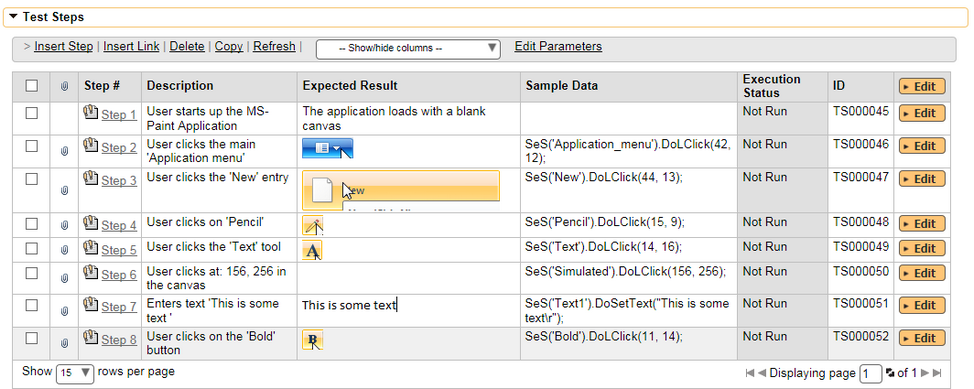 Test Steps
> Insert Step | Insert Link | Delete | Copy | Refresh | -- Show/hide columns -- Edit Parameters
Step # Description Expected Result Sample Data Execution Status ID Edit
Step 1 User starts up the MS- The application loads with a blank Not Run TS000045 Edit
Paint Application canvas
Step 2 User clicks the main SeS('Application_menu').DoLClick(42, Not Run TS000046 Edit
'Application menu' 12);
Step 3 User clicks the 'New' entry SeS('New').DoLClick(44, 13); Not Run TS000047 Edit
Step 4 User clicks on 'Pencil' SeS('Pencil').DoLClick(15, 9); Not Run TS000048 Edit
Step 5 User clicks the 'Text' tool A SeS('Text').DoLClick(14, 16); Not Run TS000049 Edit
Step 6 User clicks at: 156, 256 in SeS('Simulated').DoLClick(156, 256); Not Run TS000050 Edit
the canvas
Step 7 Enters text 'This is some This is some text SeS('Text1').DoSetText("This is some Not Run TS000051 Edit
text ' text\r");
Step 8 User clicks on the 'Bold' B SeS('Bold').DoLClick(11, 14); Not Run TS000052 Edit
button
Show 15 rows per page Displaying page 1 of 1